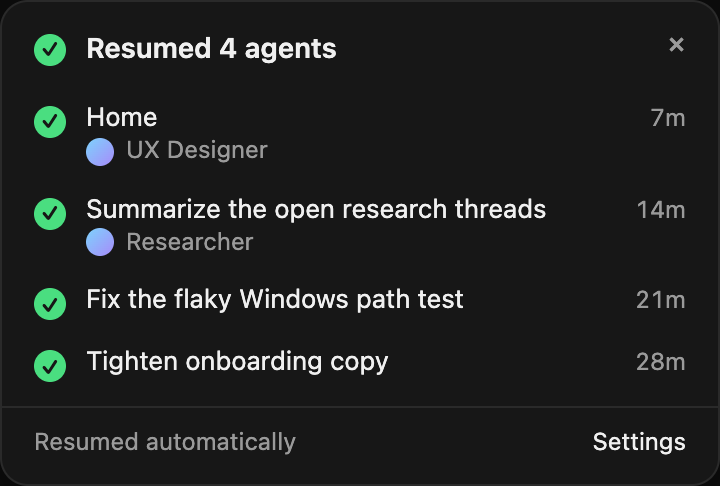 Resumed 4 agents
Home 7m
UX Designer
Summarize the open research threads 14m
Researcher
Fix the flaky Windows path test 21m
Tighten onboarding copy 28m
Resumed automatically Settings